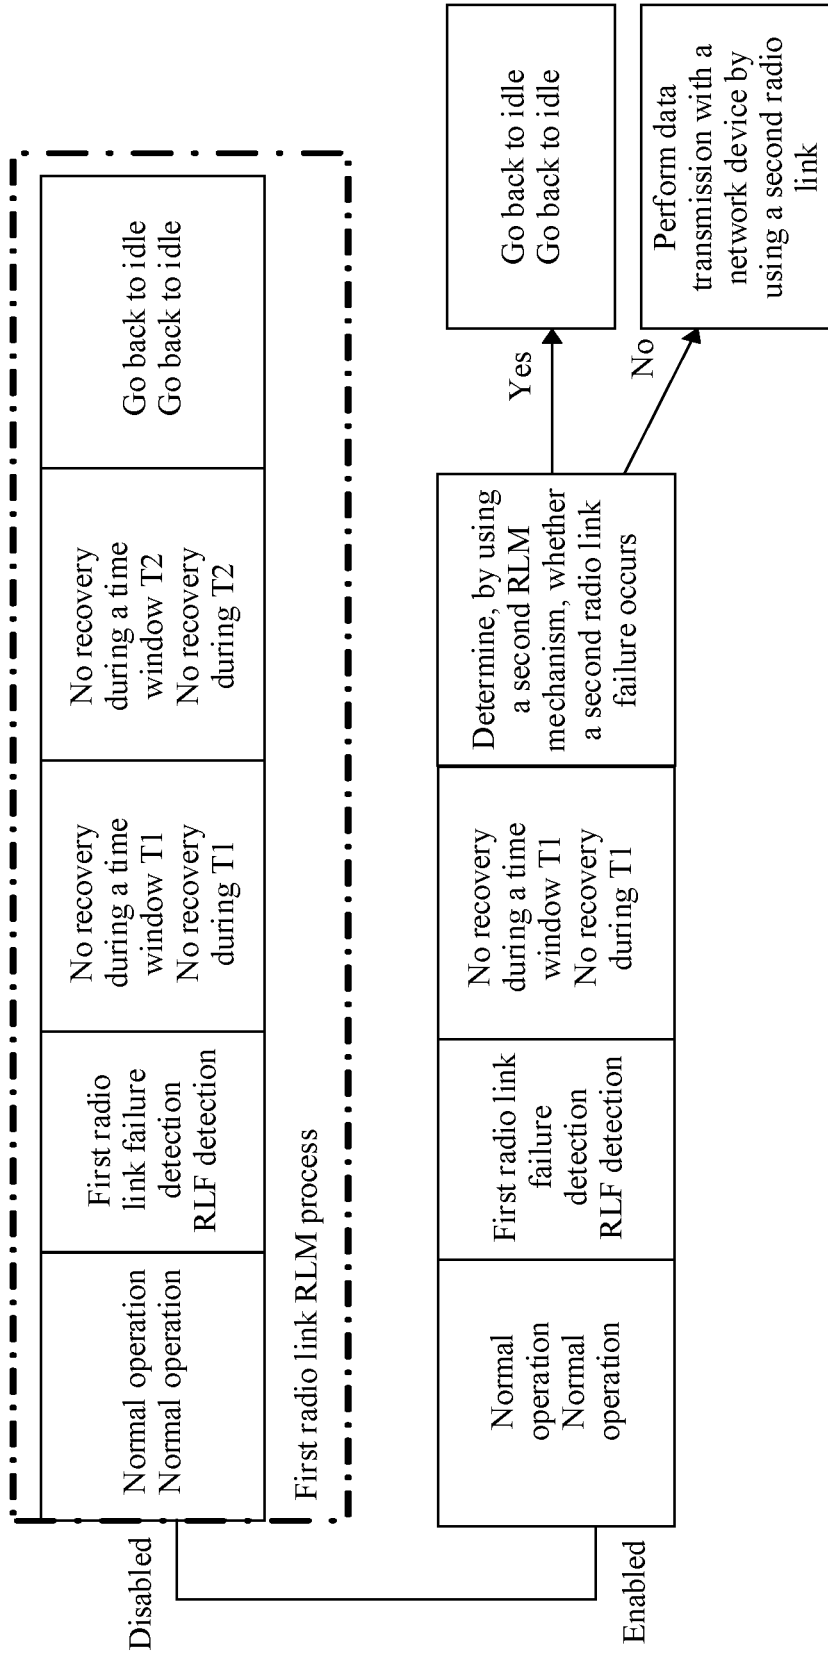 Disabled
Normal operation
Normal operation
First radio
link failure
detection
RLF detection
No recovery
during a time
window T1
No recovery
during T1
No recovery
during a time
window T2
No recovery
during T2
Go back to idle
Go back to idle
First radio link RLM process
Enabled
Normal
operation
Normal
operation
First radio link
failure
detection
RLF detection
No recovery
during a time
window T1
No recovery
during T1
Determine, by using
a second RLM
mechanism, whether
a second radio link
failure occurs
Yes
Go back to idle
Go back to idle
No
Perform data
transmission with a
network device by
using a second radio
link